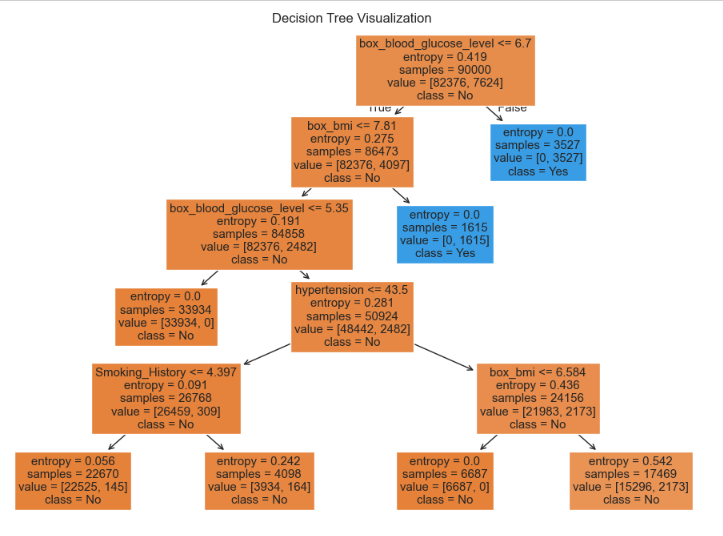 Decision Tree Visualization
box_blood_glucose_level <= 6.7
entropy = 0.419
samples = 90000
value = [82376, 7624]
class = No
True
False
box_bmi <= 7.81
entropy = 0.275
samples = 86473
value = [82376, 4097]
class = No
entropy = 0.0
samples = 3527
value = [0, 3527]
class = Yes
box_blood_glucose_level <= 5.35
entropy = 0.191
samples = 84858
value = [82376, 2482]
class = No
entropy = 0.0
samples = 1615
value = [0, 1615]
class = Yes
entropy = 0.0
samples = 33934
value = [33934, 0]
class = No
hypertension <= 43.5
entropy = 0.281
samples = 50924
value = [48442, 2482]
class = No
Smoking_History <= 4.397
entropy = 0.091
samples = 26768
value = [26459, 309]
class = No
box_bmi <= 6.584
entropy = 0.436
samples = 24156
value = [21983, 2173]
class = No
entropy = 0.056
samples = 22670
value = [22525, 145]
class = No
entropy = 0.242
samples = 4098
value = [3934, 164]
class = No
entropy = 0.0
samples = 6687
value = [6687, 0]
class = No
entropy = 0.542
samples = 17469
value = [15296, 2173]
class = No